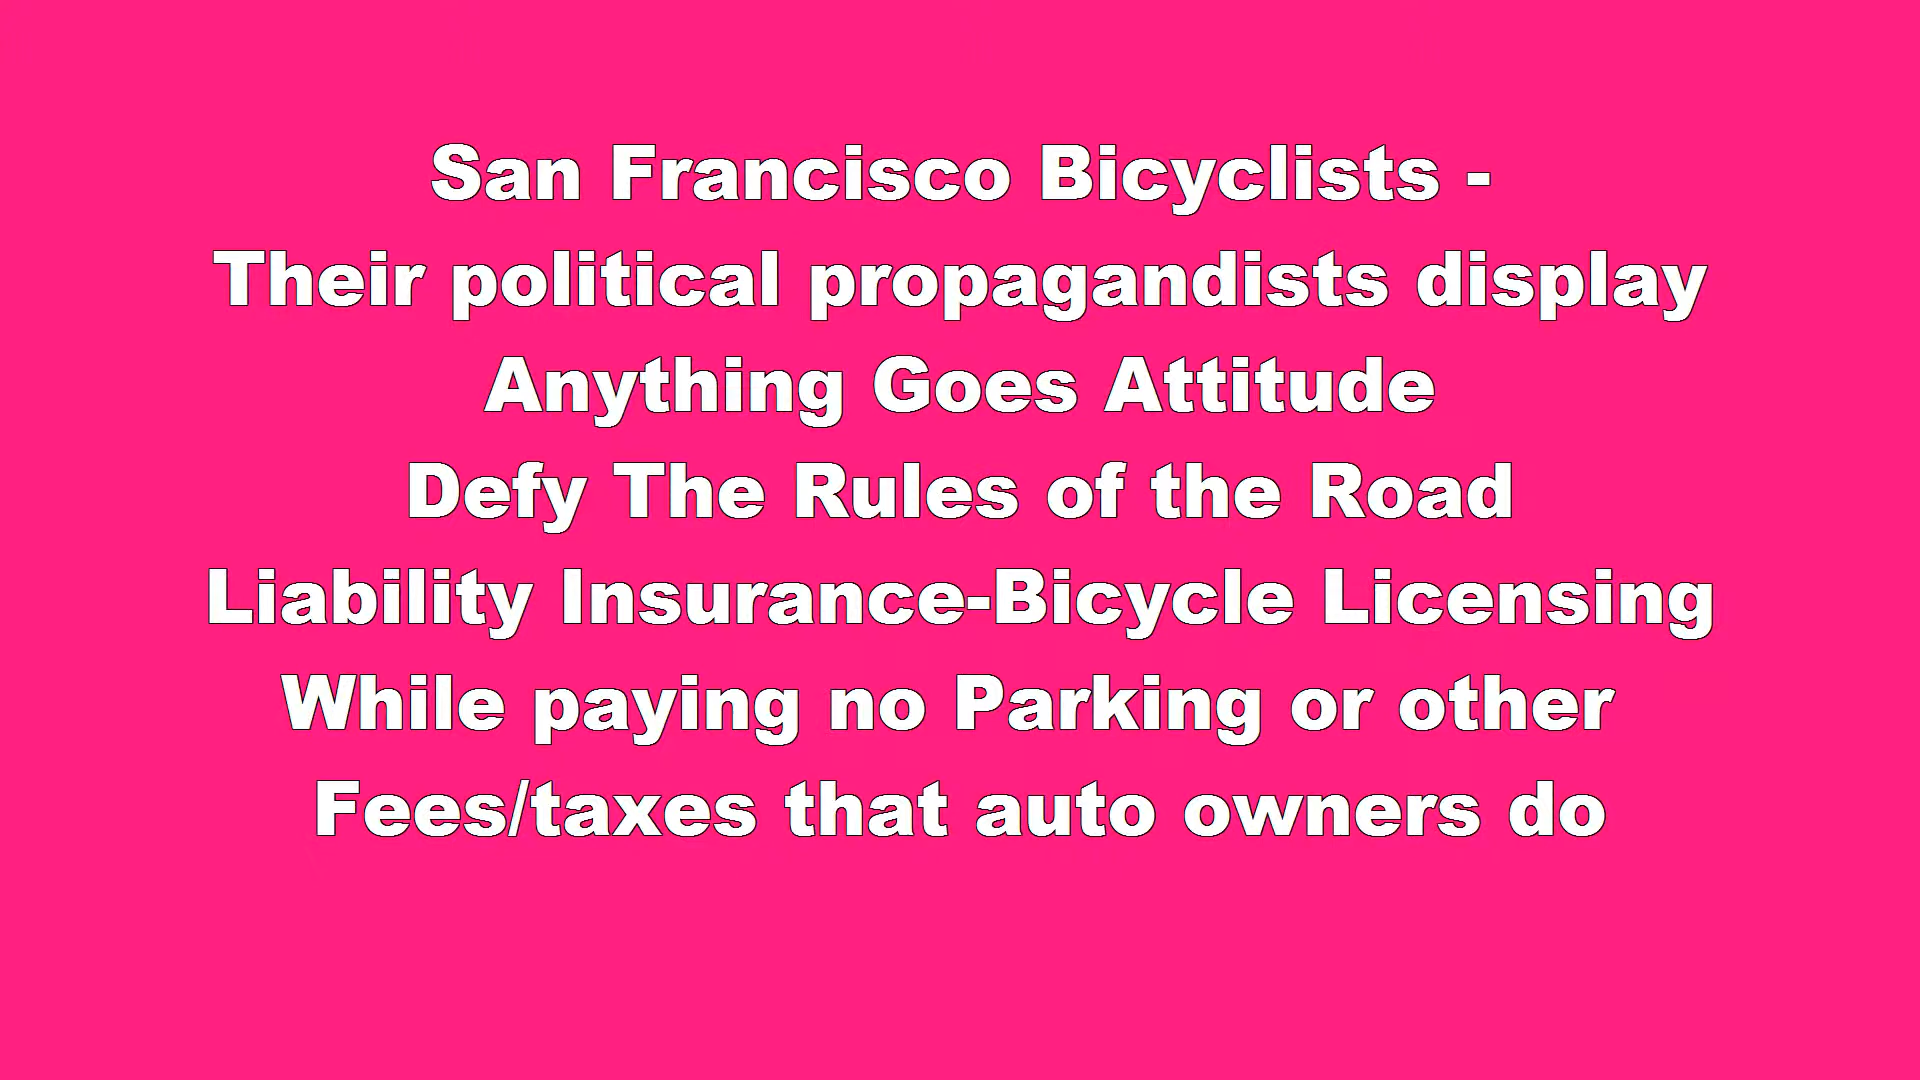 San Francisco Bicyclists -
Their political propagandists display
Anything Goes Attitude
Defy The Rules of the Road
Liability Insurance-Bicycle Licensing
While paying no Parking or other
Fees/taxes that auto owners do